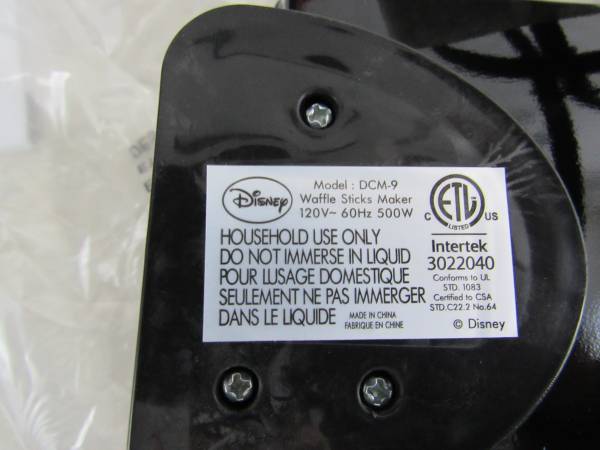 Disney
Model : DCM-9
Waffle Sticks Maker
120V~ 60Hz 500W
HOUSEHOLD USE ONLY
DO NOT IMMERSE IN LIQUID
POUR LUSAGE DOMESTIQUE
SEULEMENT NE PAS IMMERGER
DANS LE LIQUIDE
MADE IN CHINA
FABRIQUE EN CHINE
C ETL US
LISTED
Intertek
3022040
Conforms to UL
STD. 1083
Certified to CSA
STD.C22.2 No.64
© Disney